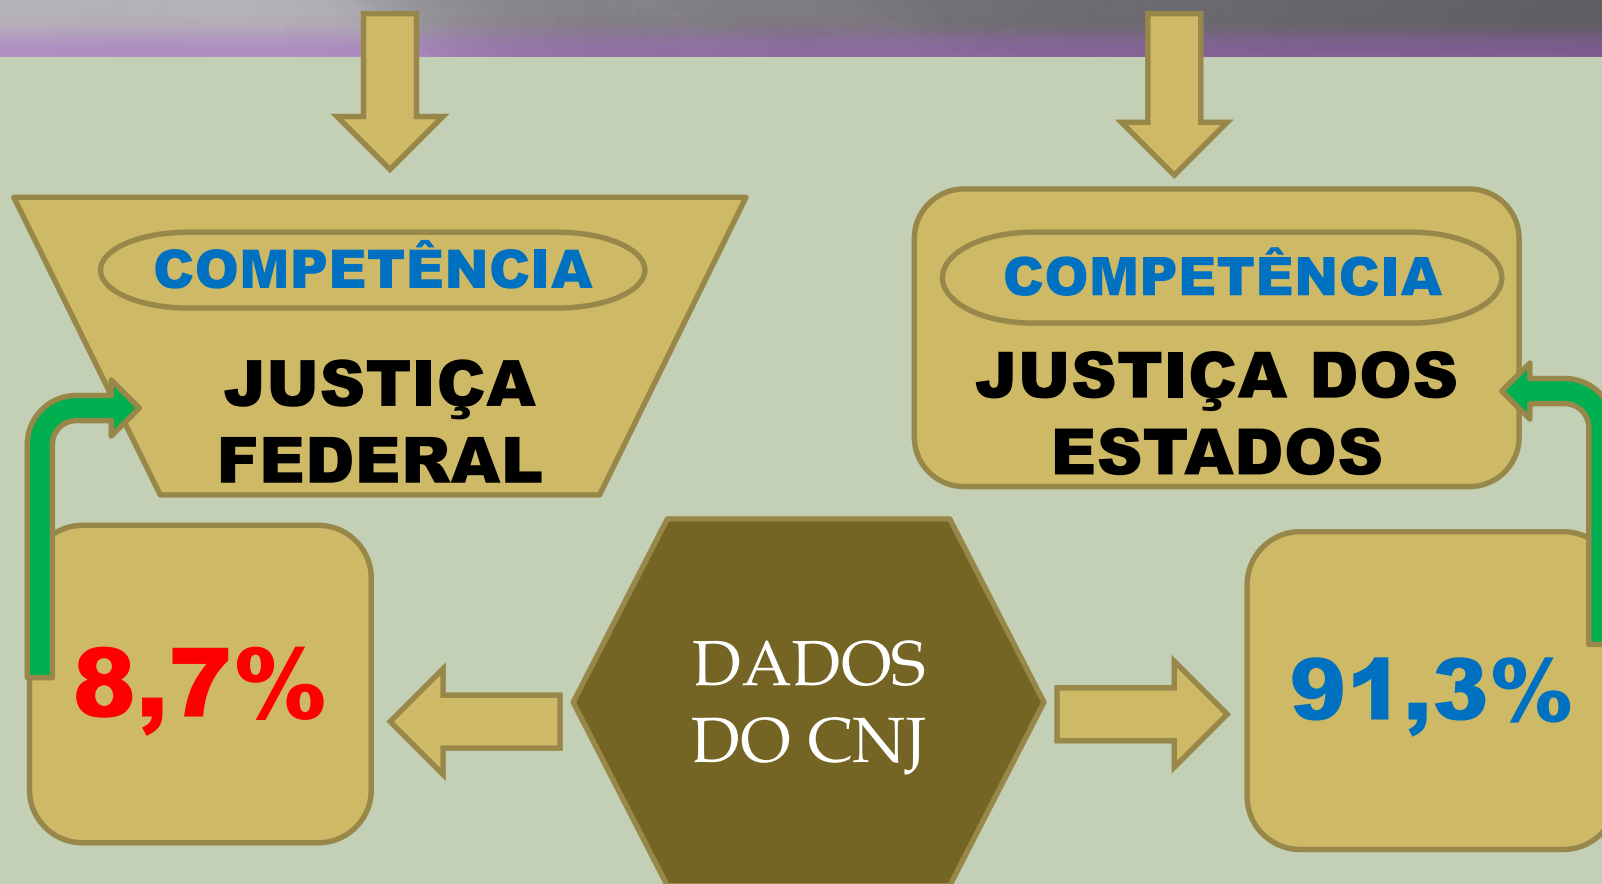 COMPETÊNCIA
JUSTIÇA
FEDERAL
COMPETÊNCIA
JUSTIÇA DOS
ESTADOS
8,7%
DADOS
DO CNJ
91,3%